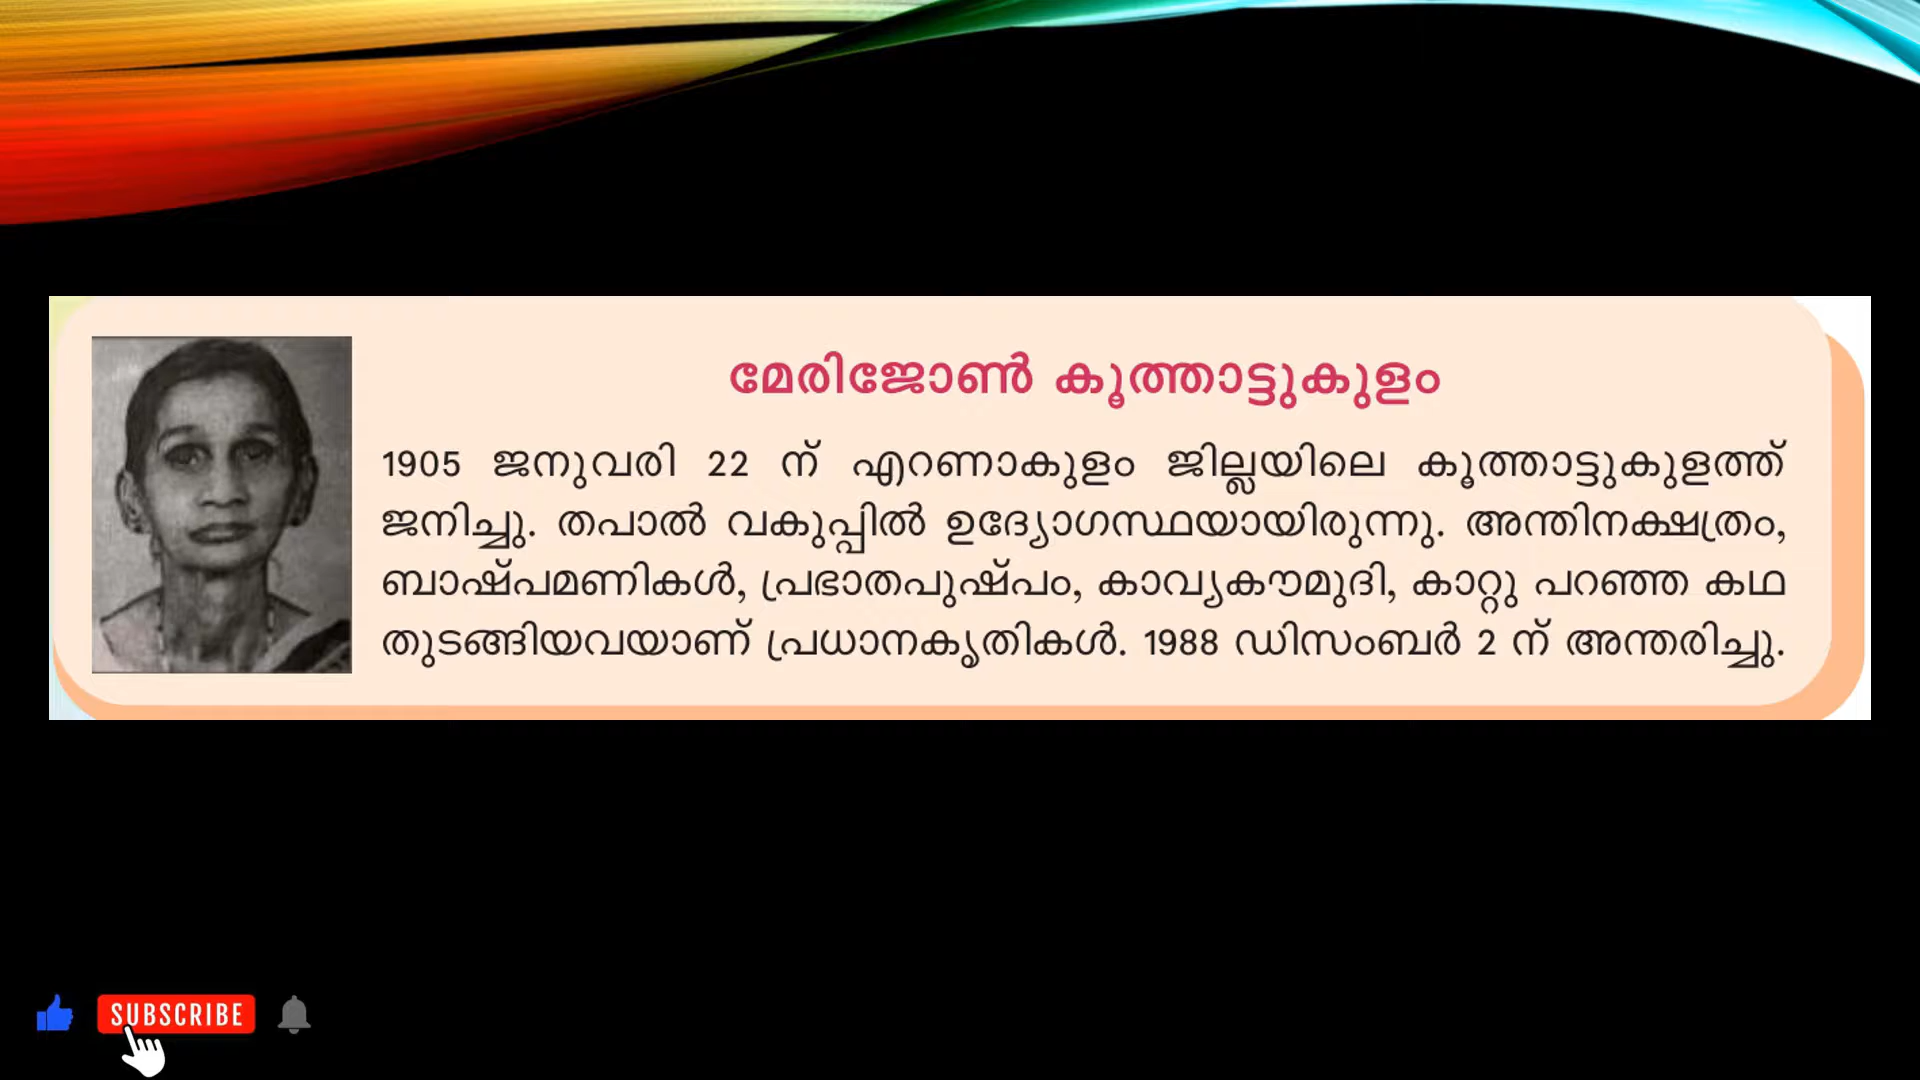 മേരിജോൺ കൂത്താട്ടുകുളം
1905 ജനുവരി 22 ന് എറണാകുളം ജില്ലയിലെ കൂത്താട്ടുകുളത്ത്
ജനിച്ചു. തപാൽ വകുപ്പിൽ ഉദ്യോഗസ്ഥയായിരുന്നു. അന്തിനക്ഷത്രം,
ബാഷ്പമണികൾ, പ്രഭാതപുഷ്പം, കാവ്യകൗമുദി, കാറ്റു പറഞ്ഞ കഥ
തുടങ്ങിയവയാണ് പ്രധാനകൃതികൾ. 1988 ഡിസംബർ 2 ന് അന്തരിച്ചു.
SUBSCRIBE